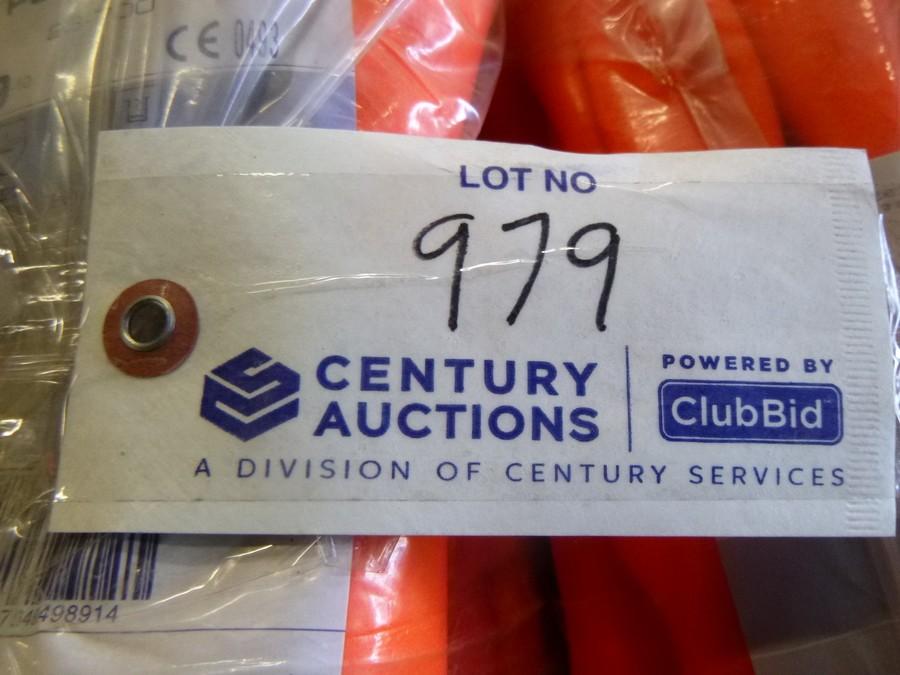 CE 0493
LOT NO
979
CENTURY
AUCTIONS
POWERED BY
ClubBid
A DIVISION OF CENTURY SERVICES
498914